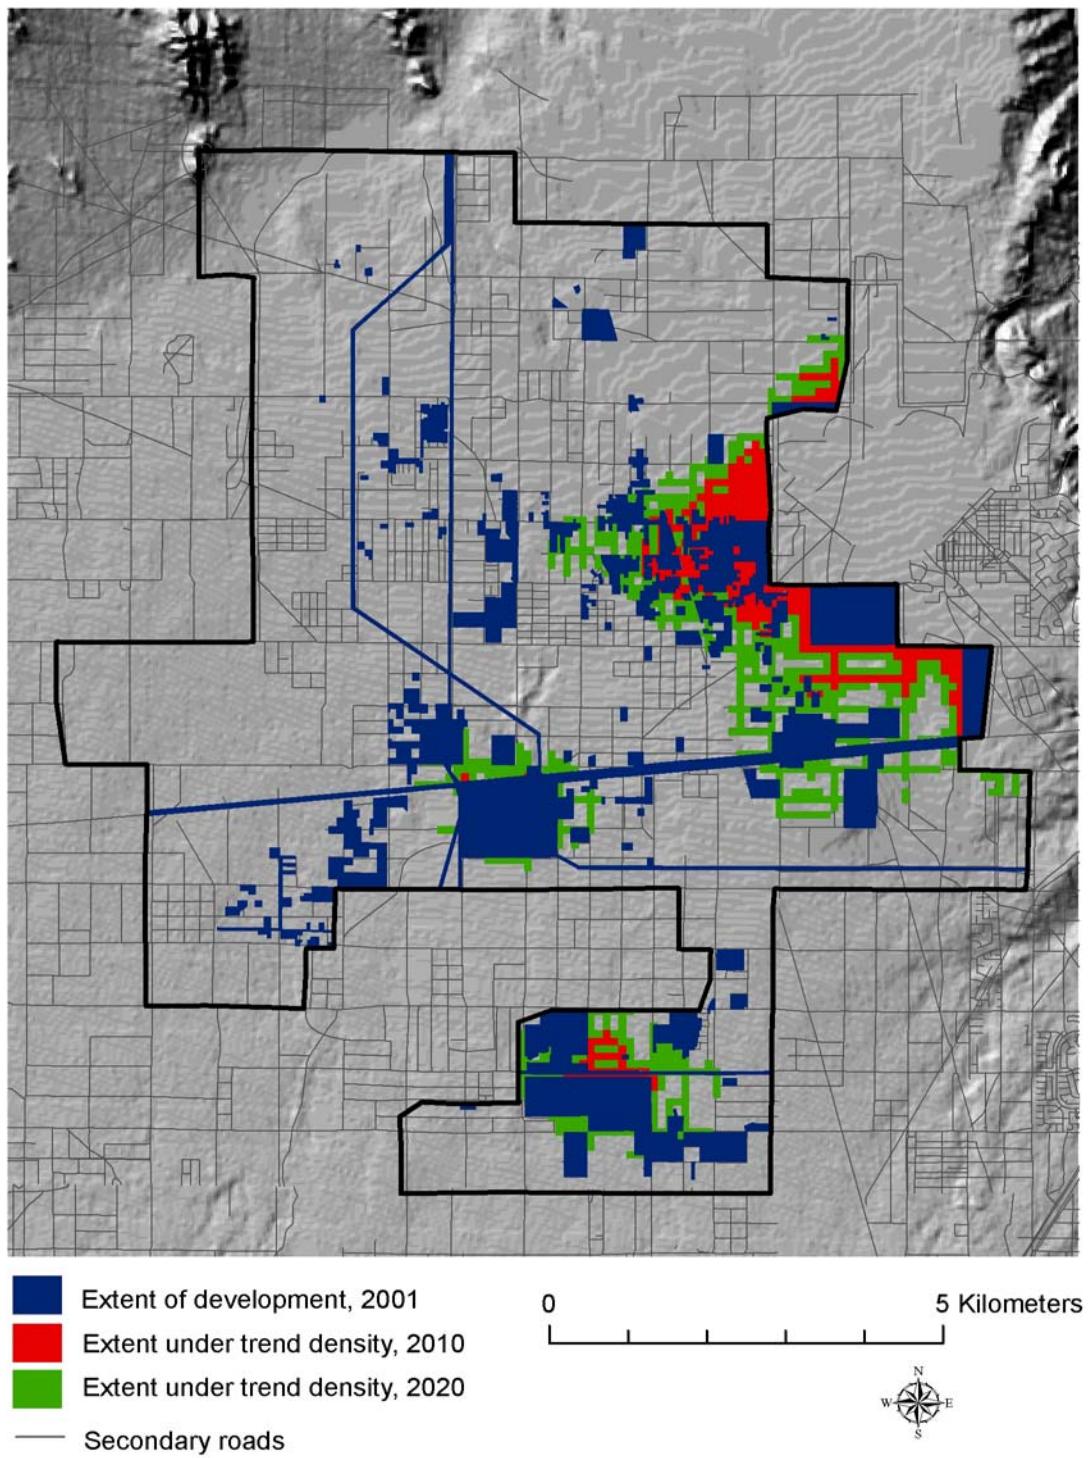 Extent of development, 2001
Extent under trend density, 2010
Extent under trend density, 2020
Secondary roads
0 5 Kilometers
N
W E
S